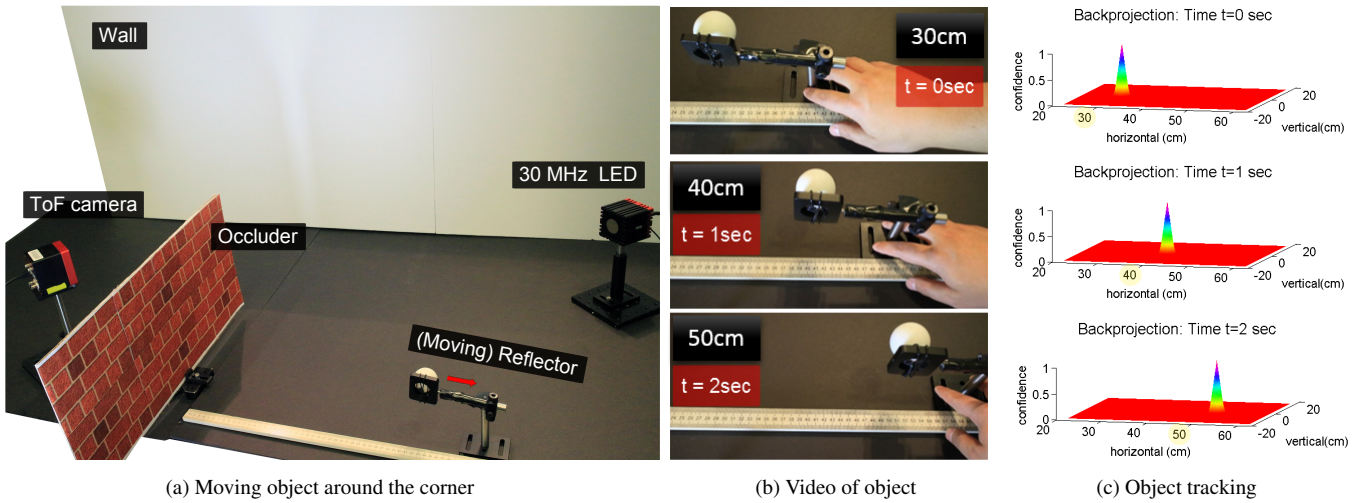 Wall
30 MHz LED
ToF camera
Occluder
(Moving) Reflector
(a) Moving object around the corner
30cm
t = 0sec
40cm
t = 1sec
50cm
t = 2sec
(b) Video of object
Backprojection: Time t=0 sec
confidence
1
0.5
0
20 30 40 50 60
horizontal (cm)
-20 0 20
vertical(cm)
Backprojection: Time t=1 sec
confidence
1
0.5
0
20 30 40 50 60
horizontal (cm)
-20 0 20
vertical(cm)
Backprojection: Time t=2 sec
confidence
1
0.5
0
20 30 40 50 60
horizontal (cm)
-20 0 20
vertical(cm)
(c) Object tracking